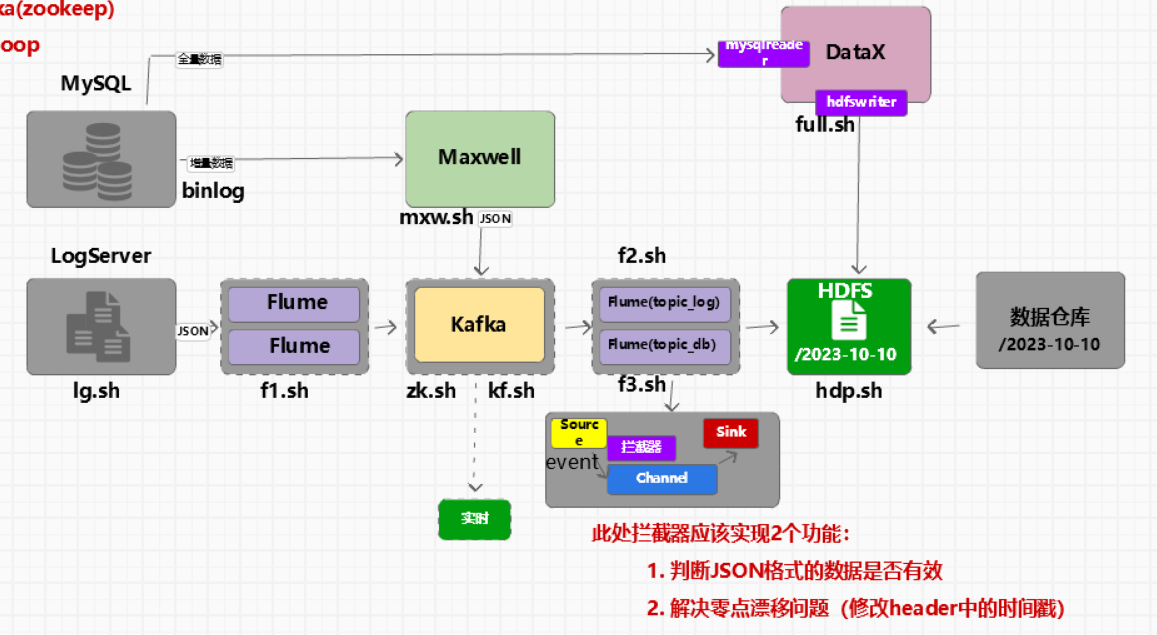 ka(zookeep)
oop
MySQL
全量数据
mysqlreade
r
DataX
hdfswriter
full.sh
增量数据
binlog
Maxwell
mxw.sh
JSON
LogServer
JSON
lg.sh
Flume
Flume
f1.sh
Kafka
zk.sh
kf.sh
f2.sh
Flume(topic_log)
Flume(topic_db)
f3.sh
HDFS
/2023-10-10
hdp.sh
数据仓库
/2023-10-10
Sourc
e
event
拦截器
Channel
Sink
实时
此处拦截器应该实现2个功能：
1. 判断JSON格式的数据是否有效
2. 解决零点漂移问题（修改header中的时间戳）